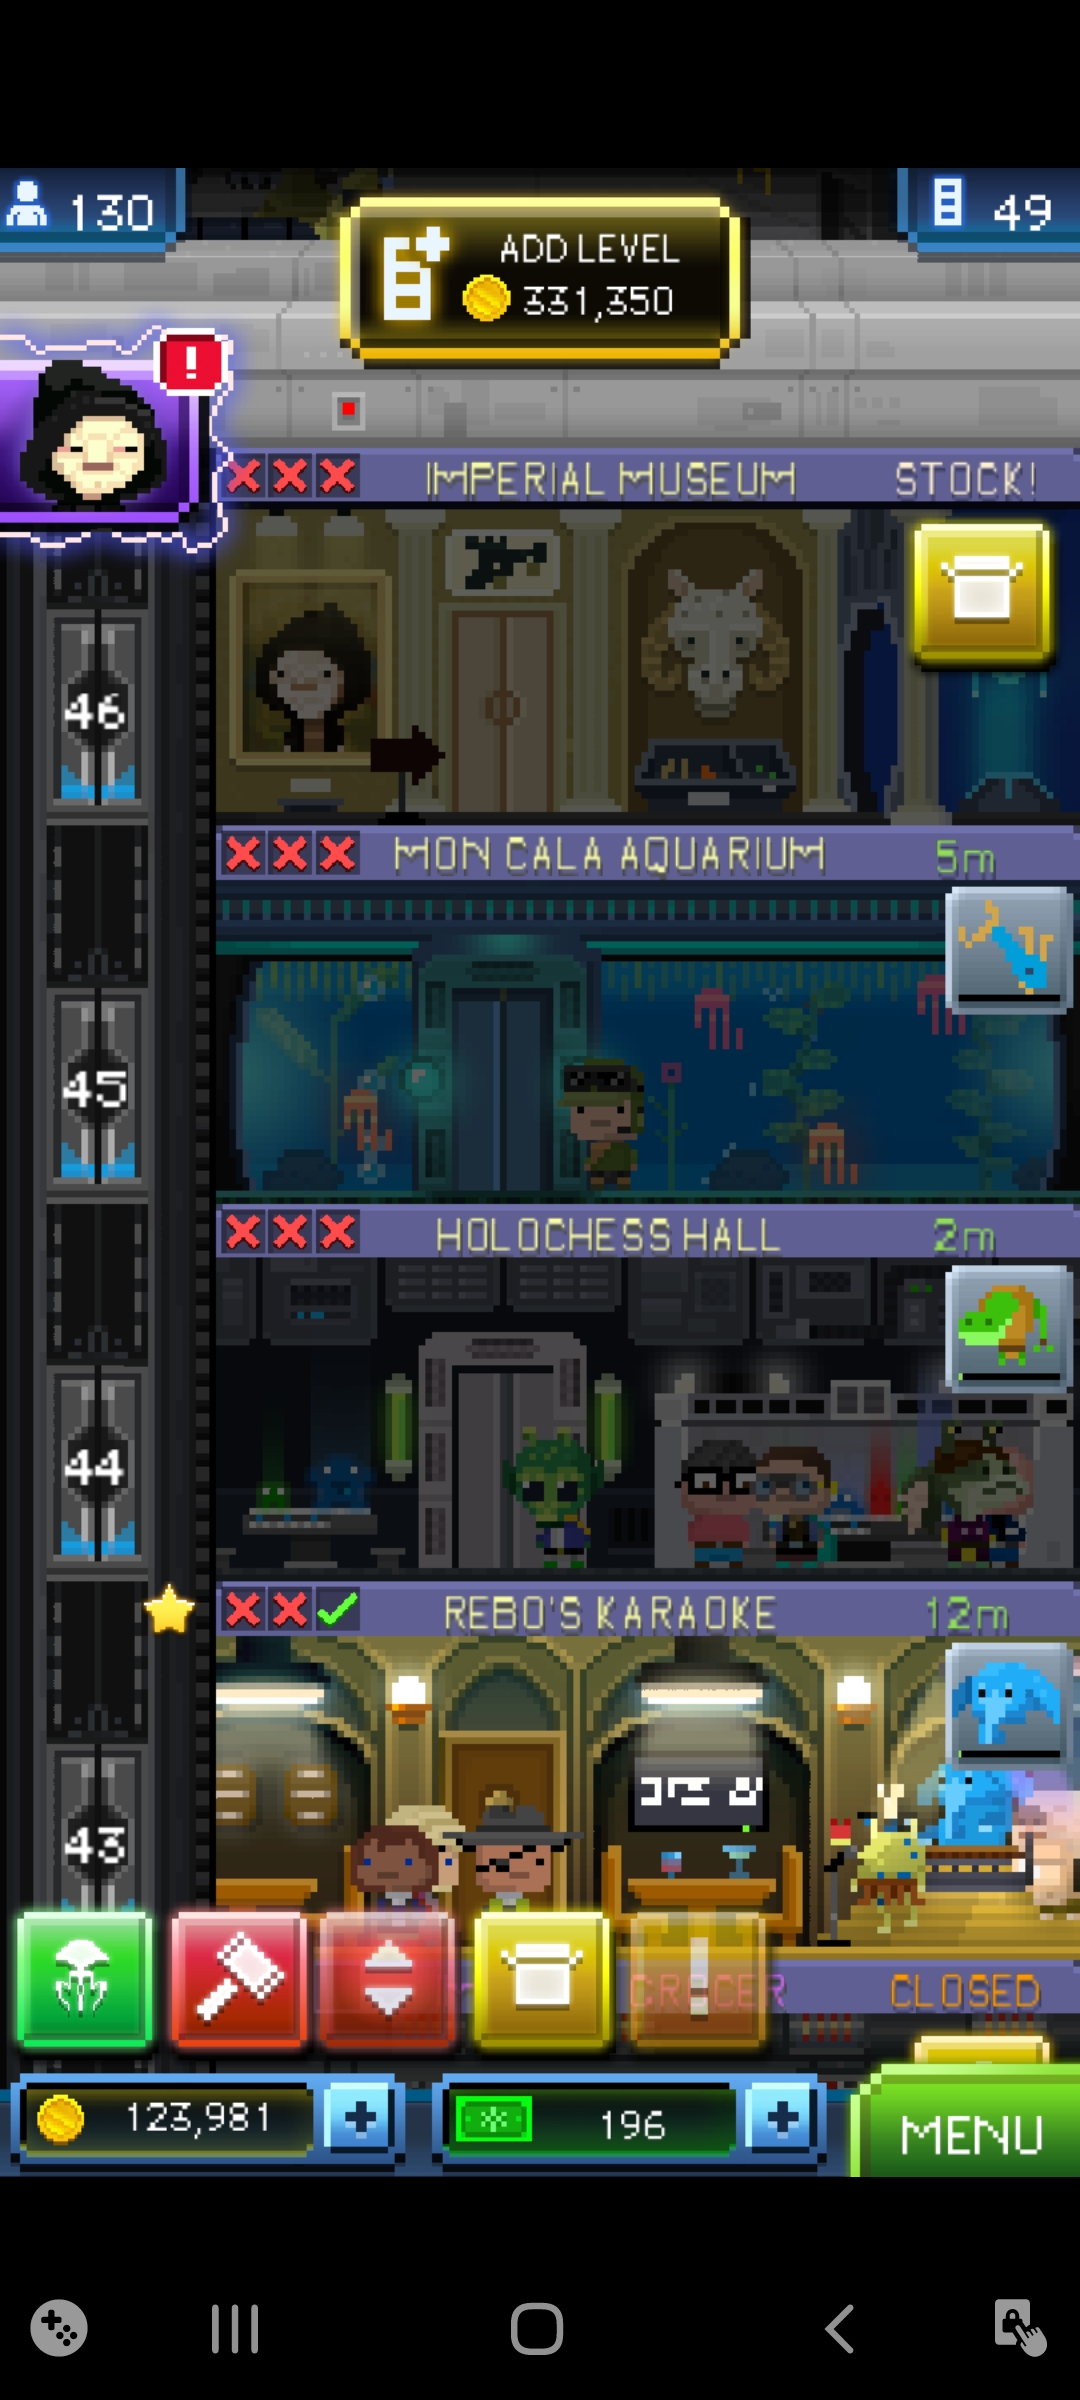 130
ADD LEVEL
331,350
49
!
IMPERIAL MUSEUM STOCK!
46
MON CALA AQUARIUM 5m
45
HOLOCHESS HALL 2m
44
REBO'S KARAOKE 12m
43
GROCER CLOSED
123,981 + 196 + MENU